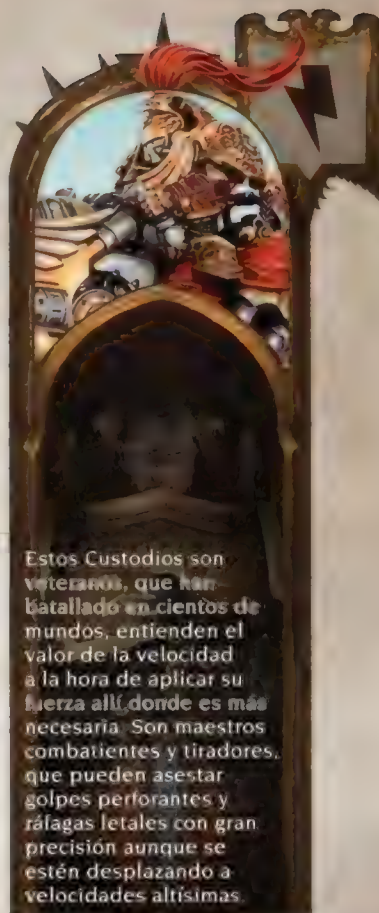 Estos Custodios son
veteranos, que han
batallado en cientos de
mundos, entienden el
valor de la velocidad
a la hora de aplicar su
fuerza allí donde es más
necesaria. Son maestros
combatientes y tiradores,
que pueden asestar
golpes perforantes y
ráfagas letales con gran
precisión aunque se
estén desplazando a
velocidades altísimas.